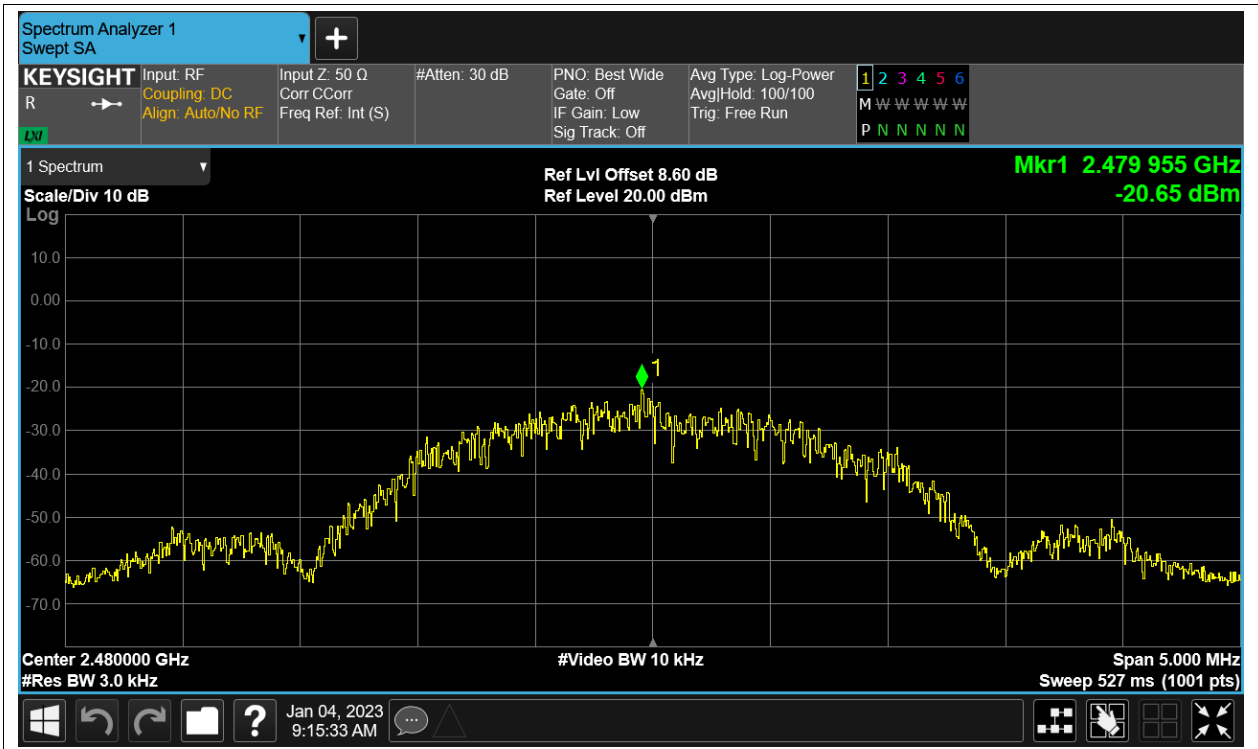 Spectrum Analyzer 1
Swept SA
KEYSIGHT
R
LXI
Input: RF
Coupling: DC
Align: Auto/No RF
Input Z: 50 Ω
Corr CCorr
Freq Ref: Int (S)
#Atten: 30 dB
PNO: Best Wide
Gate: Off
IF Gain: Low
Sig Track: Off
Avg Type: Log-Power
Avg|Hold: 100/100
Trig: Free Run
1 2 3 4 5 6
M W W W W W
P N N N N N
1 Spectrum
Scale/Div 10 dB
Log
Ref Lvl Offset 8.60 dB
Ref Level 20.00 dBm
Mkr1 2.479 955 GHz
-20.65 dBm
10.0
0.00
-10.0
1
-20.0
-30.0
-40.0
-50.0
-60.0
-70.0
Center 2.480000 GHz
#Res BW 3.0 kHz
#Video BW 10 kHz
Span 5.000 MHz
Sweep 527 ms (1001 pts)
?
Jan 04, 2023
9:15:33 AM